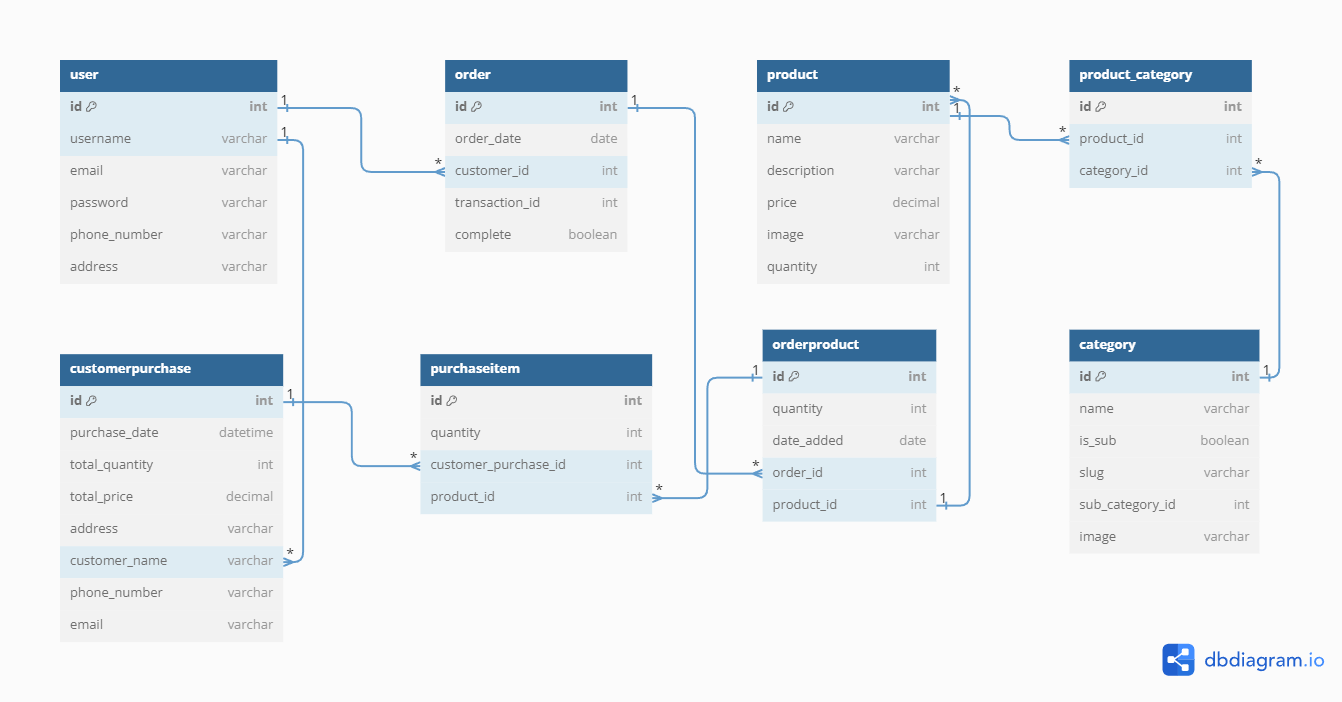 user
id int
username varchar
email varchar
password varchar
phone_number varchar
address varchar
1
1
order
id int
order_date date
customer_id int
transaction_id int
complete boolean
*
1
product
id int
name varchar
description varchar
price decimal
image varchar
quantity int
*
1
product_category
id int
product_id int
category_id int
*
*
customerpurchase
id int
purchase_date datetime
total_quantity int
total_price decimal
address varchar
customer_name varchar
phone_number varchar
email varchar
1
*
purchaseitem
id int
quantity int
customer_purchase_id int
product_id int
*
*
orderproduct
id int
quantity int
date_added date
order_id int
product_id int
1
*
1
category
id int
name varchar
is_sub boolean
slug varchar
sub_category_id int
image varchar
1
dbdiagram.io